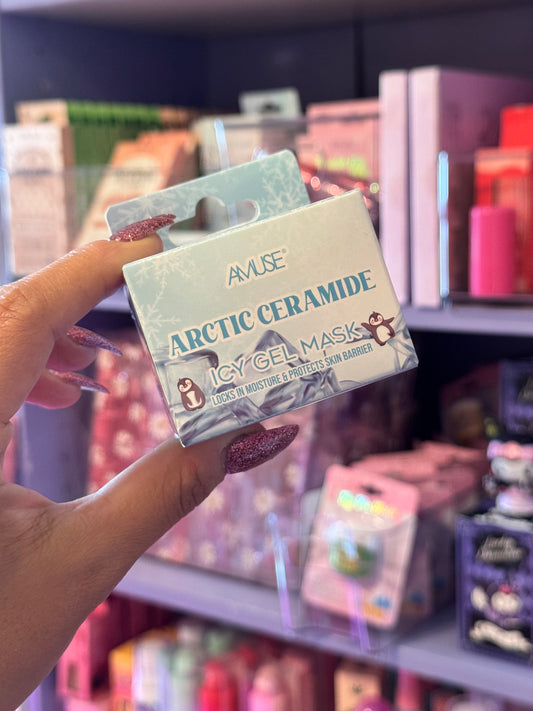 AMUSE
ARCTIC CERAMIDE
ICY GEL MASK
LOCKS IN MOISTURE & PROTECTS SKIN BARRIER